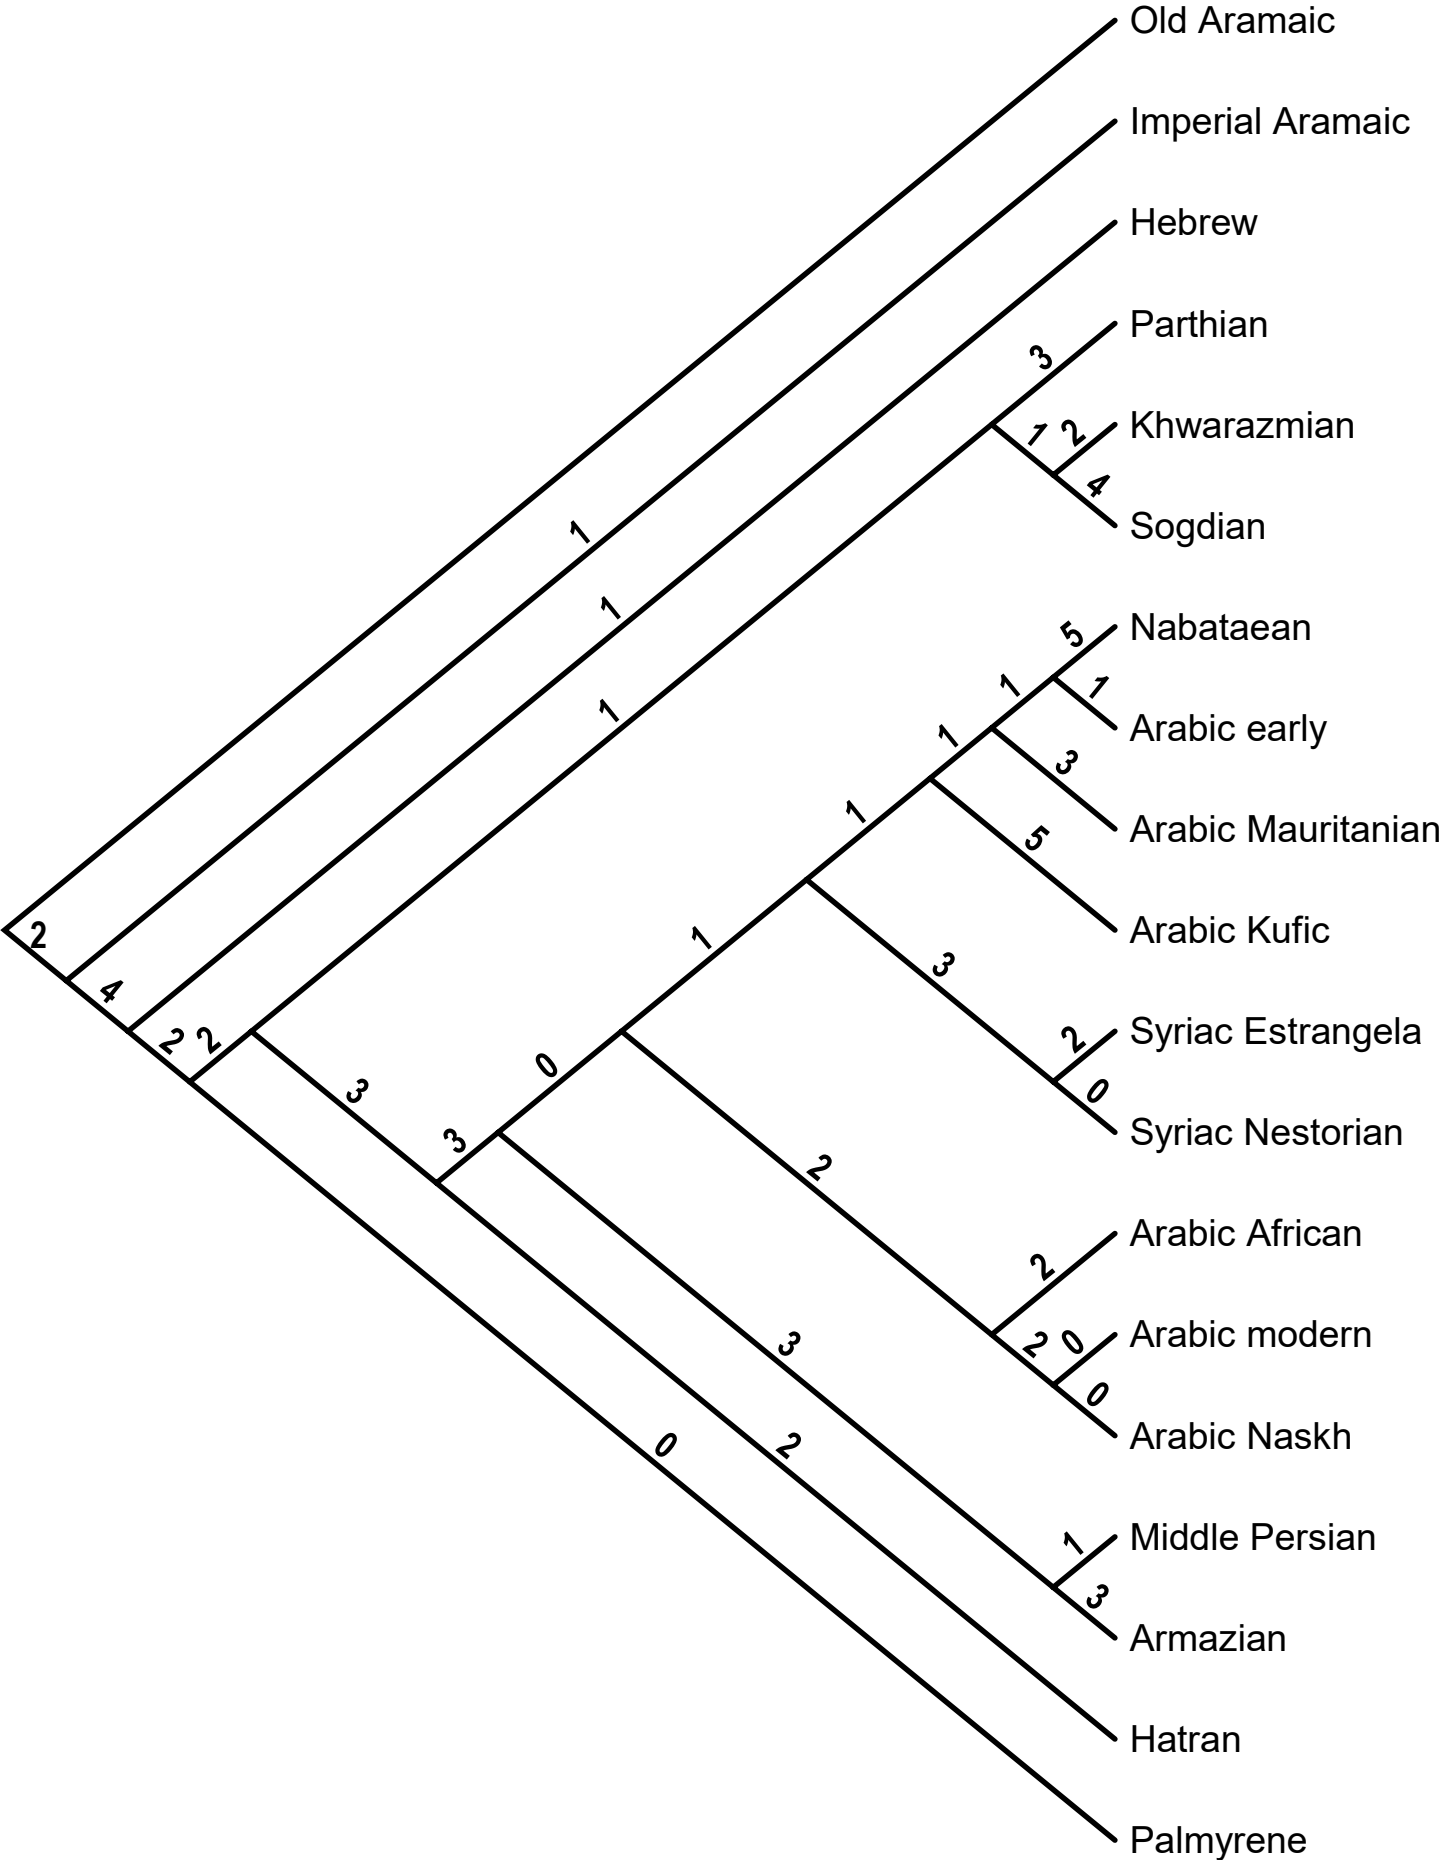 Old Aramaic
Imperial Aramaic
Hebrew
Parthian
3
Khwarazmian
1 2
4
Sogdian
1
Nabataean
5
1
1
Arabic early
1
1
3
Arabic Mauritanian
1
1
5
Arabic Kufic
2
1
3
4
Syriac Estrangela
2
2 2
0
3
0
Syriac Nestorian
3
2
Arabic African
2
Arabic modern
3
2 0
0
Arabic Naskh
0
2
Middle Persian
1
3
Armazian
Hatran
Palmyrene